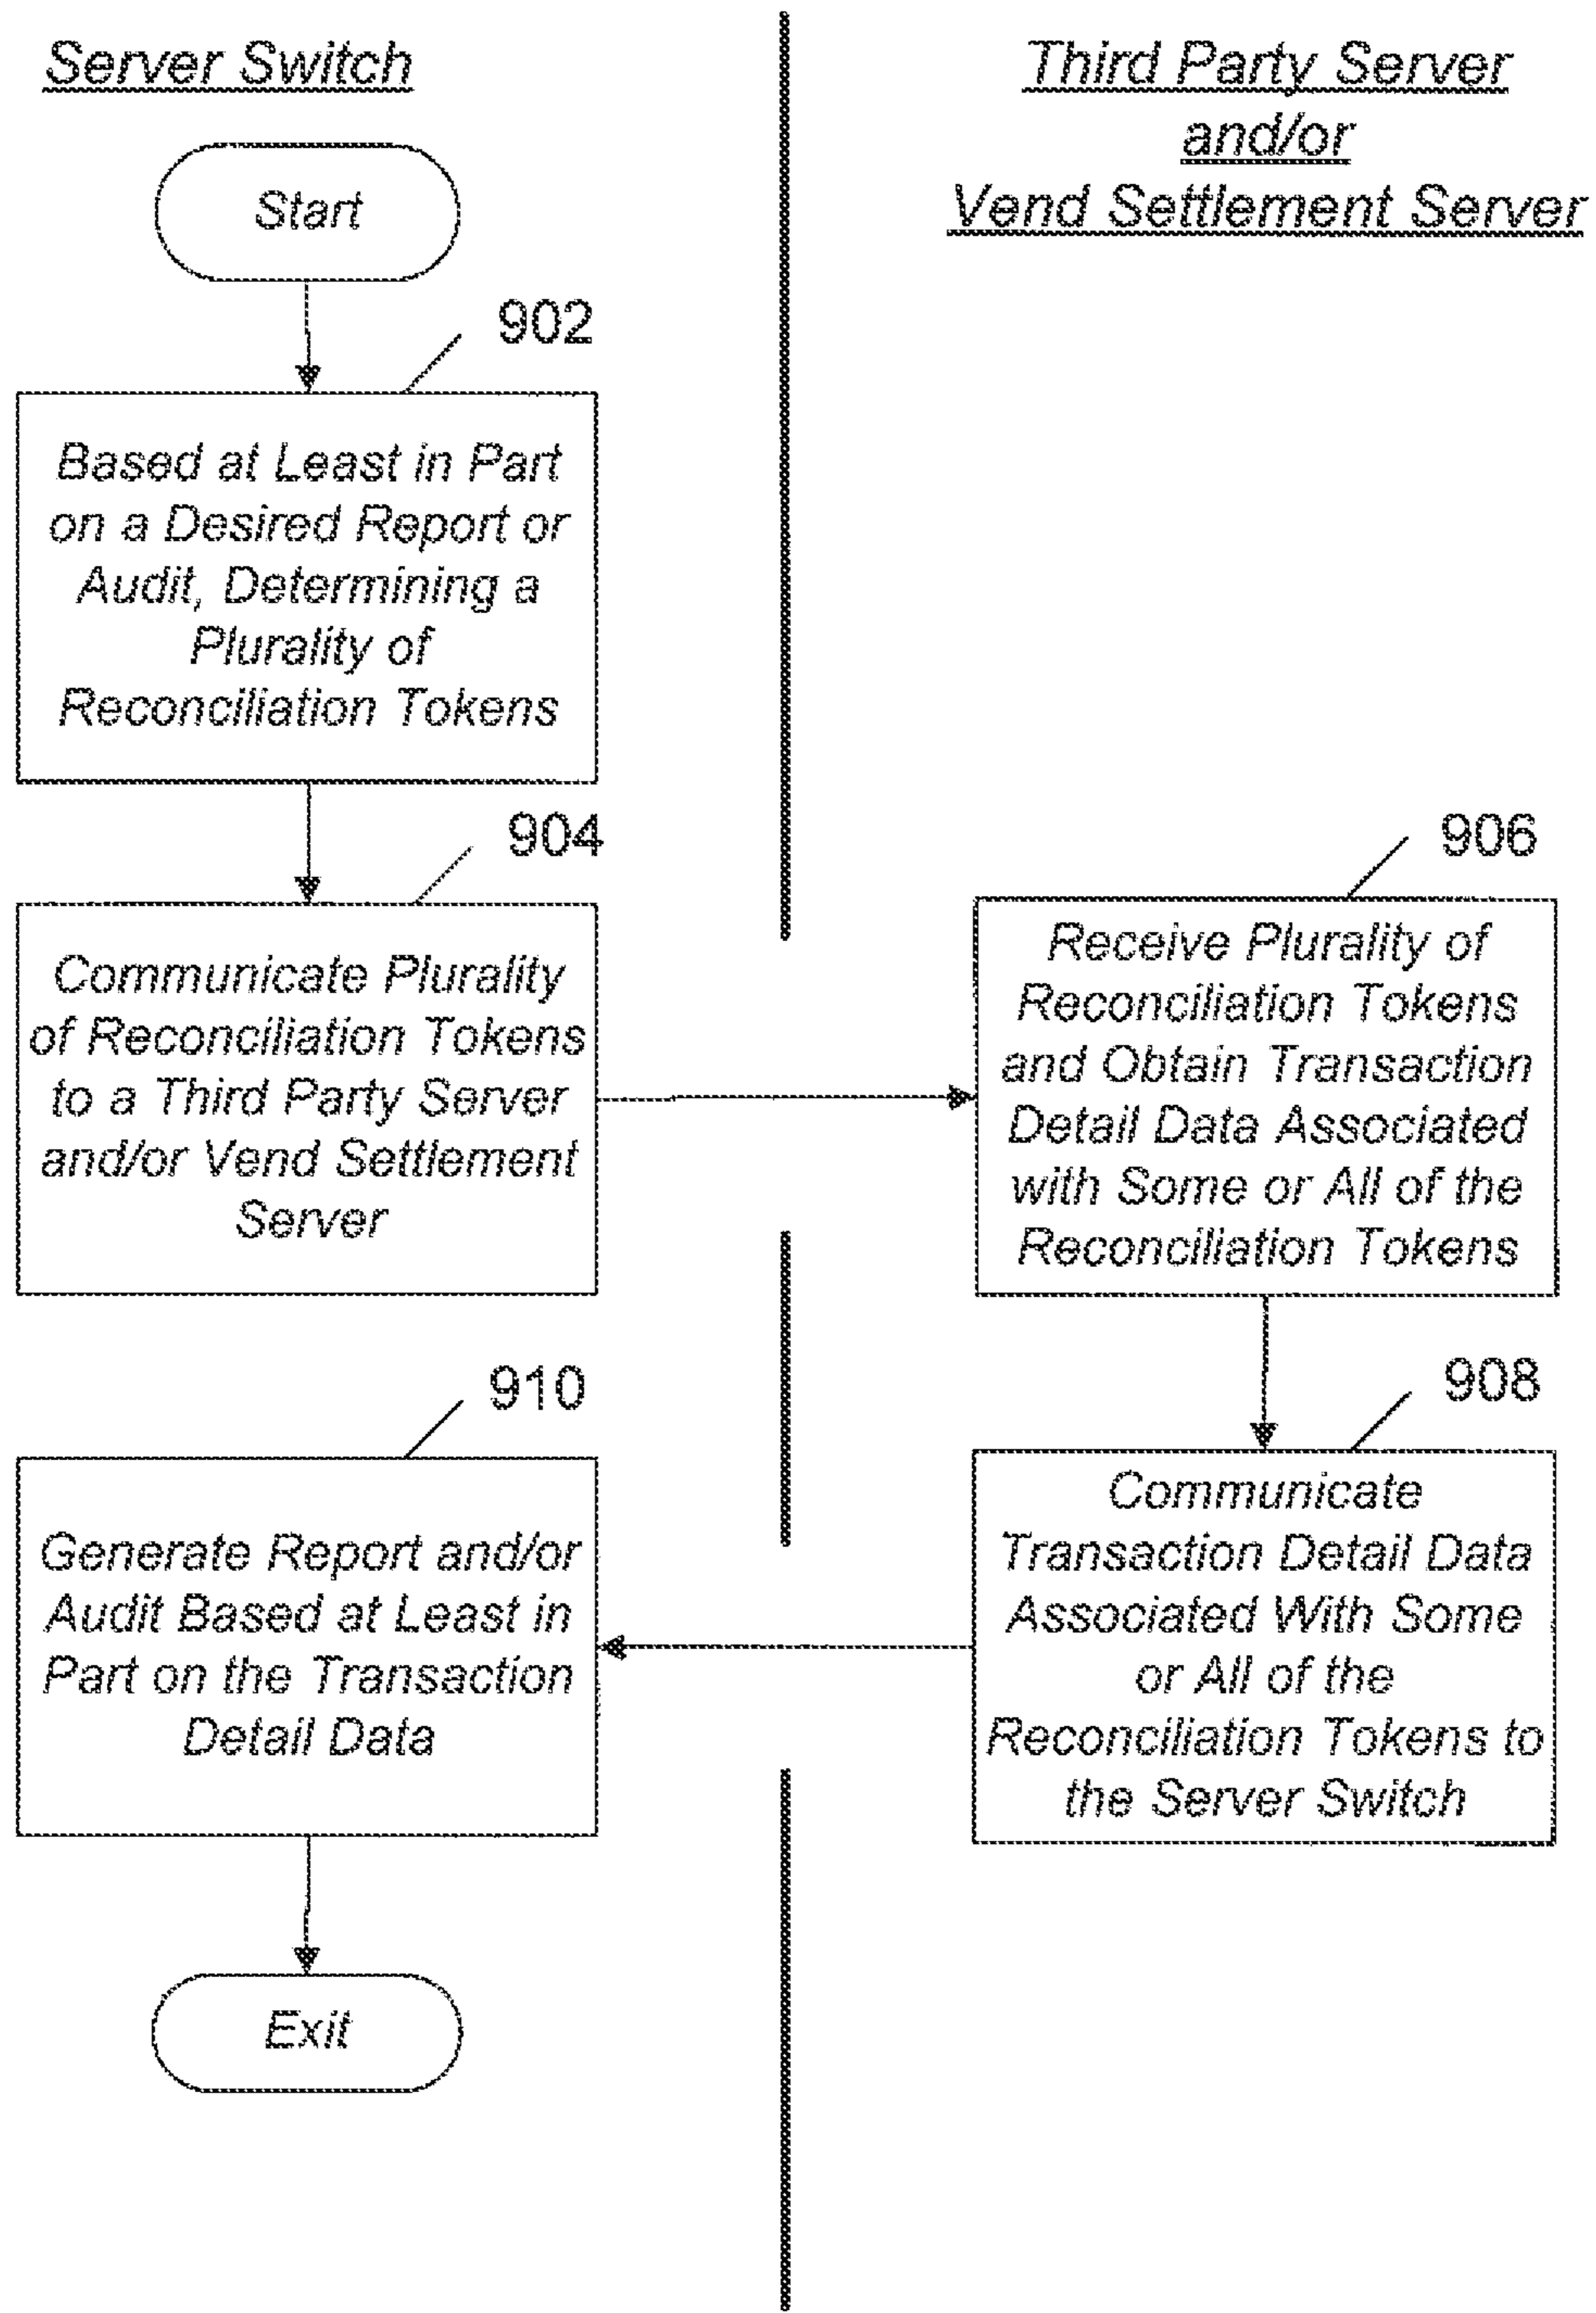 Server Switch
Third Party Server
and/or
Vend Settlement Server
Start
902
Based at Least in Part
on a Desired Report or
Audit, Determining a
Plurality of
Reconciliation Tokens
904
Communicate Plurality
of Reconciliation Tokens
to a Third Party Server
and/or Vend Settlement
Server
906
Receive Plurality of
Reconciliation Tokens
and Obtain Transaction
Detail Data Associated
with Some or All of the
Reconciliation Tokens
908
Communicate
Transaction Detail Data
Associated With Some
or All of the
Reconciliation Tokens to
the Server Switch
910
Generate Report and/or
Audit Based at Least in
Part on the Transaction
Detail Data
Exit